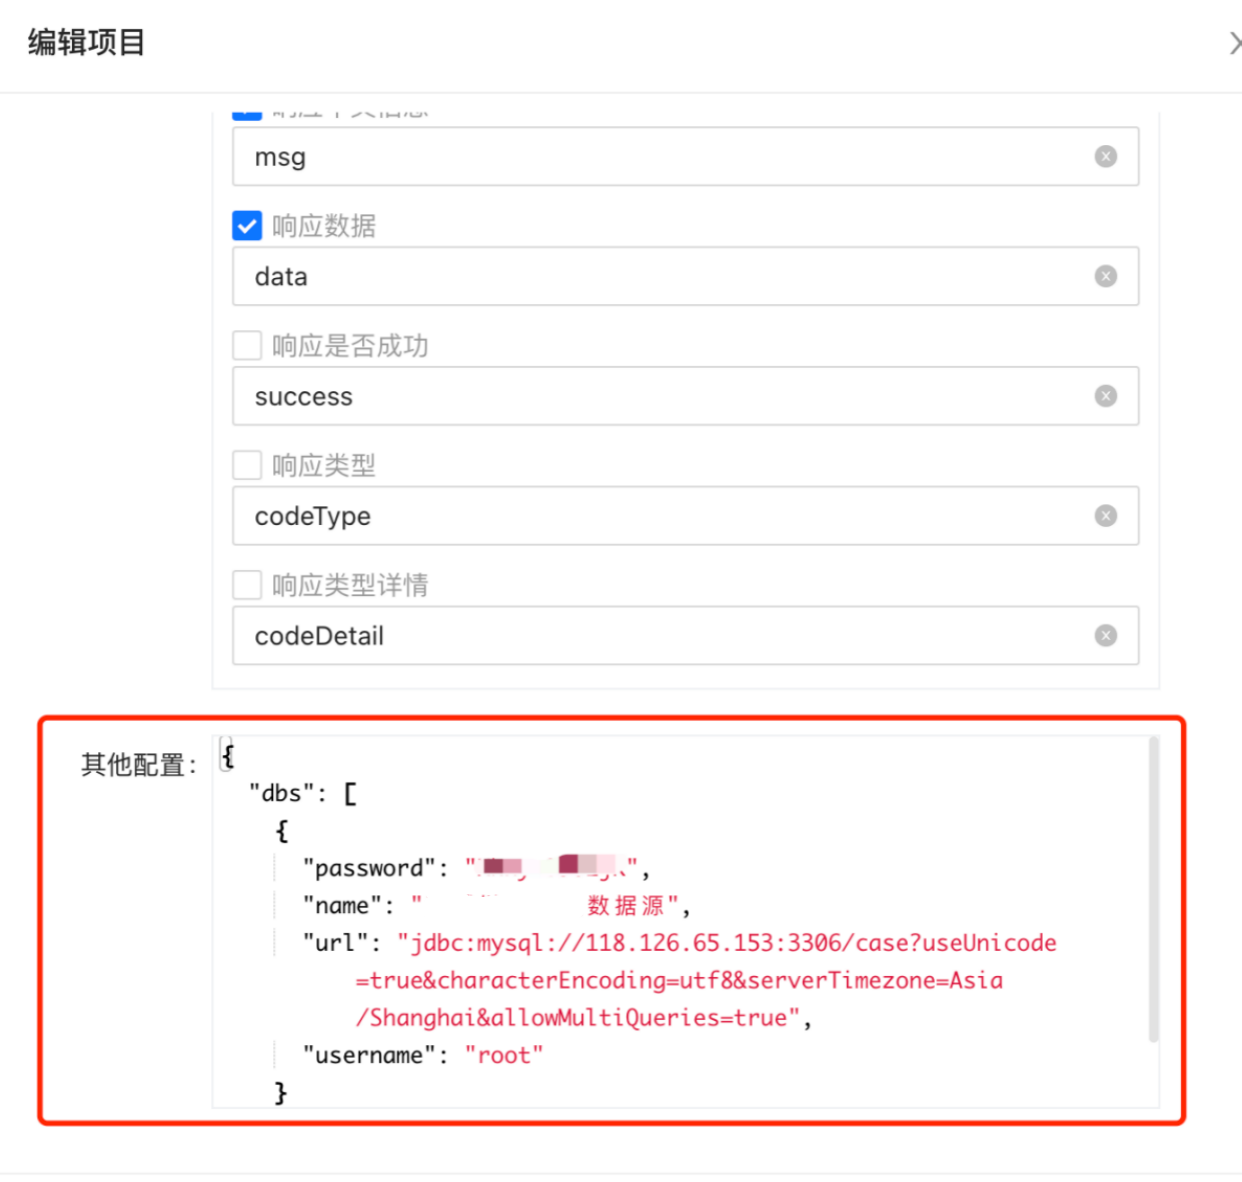 编辑项目
msg
响应数据
data
响应是否成功
success
响应类型
codeType
响应类型详情
codeDetail
其他配置：
{
"dbs": [
{
"password": "
",
"name": " 数据源",
"url": "jdbc:mysql://118.126.65.153:3306/case?useUnicode
=true&characterEncoding=utf8&serverTimezone=Asia
/Shanghai&allowMultiQueries=true",
"username": "root"
}